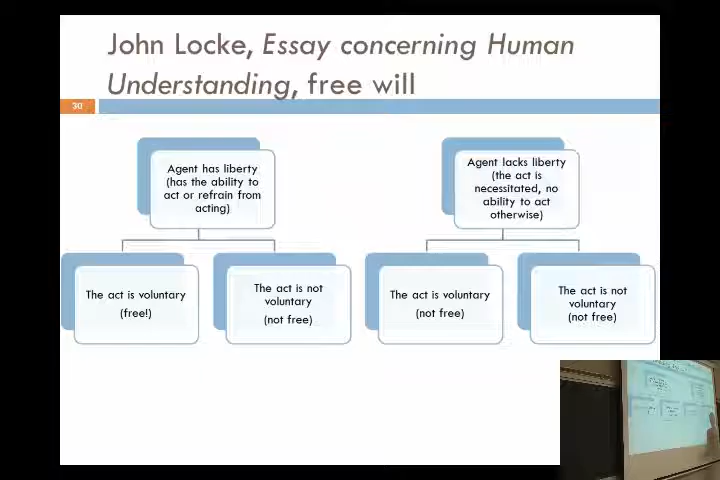 John Locke, Essay concerning Human
Understanding, free will
30
Agent has liberty
(has the ability to
act or refrain from
acting)
Agent lacks liberty
(the act is
necessitated, no
ability to act
otherwise)
The act is voluntary
(free!)
The act is not
voluntary
(not free)
The act is voluntary
(not free)
The act is not
voluntary
(not free)